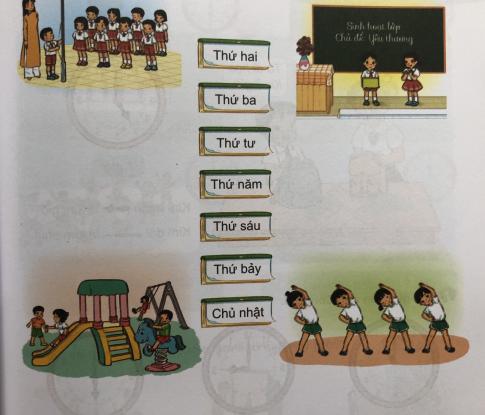 Sinh hoạt lớp
Chủ đề: Yêu thương
Thứ hai
Thứ ba
Thứ tư
Thứ năm
Thứ sáu
Thứ bảy
Chủ nhật